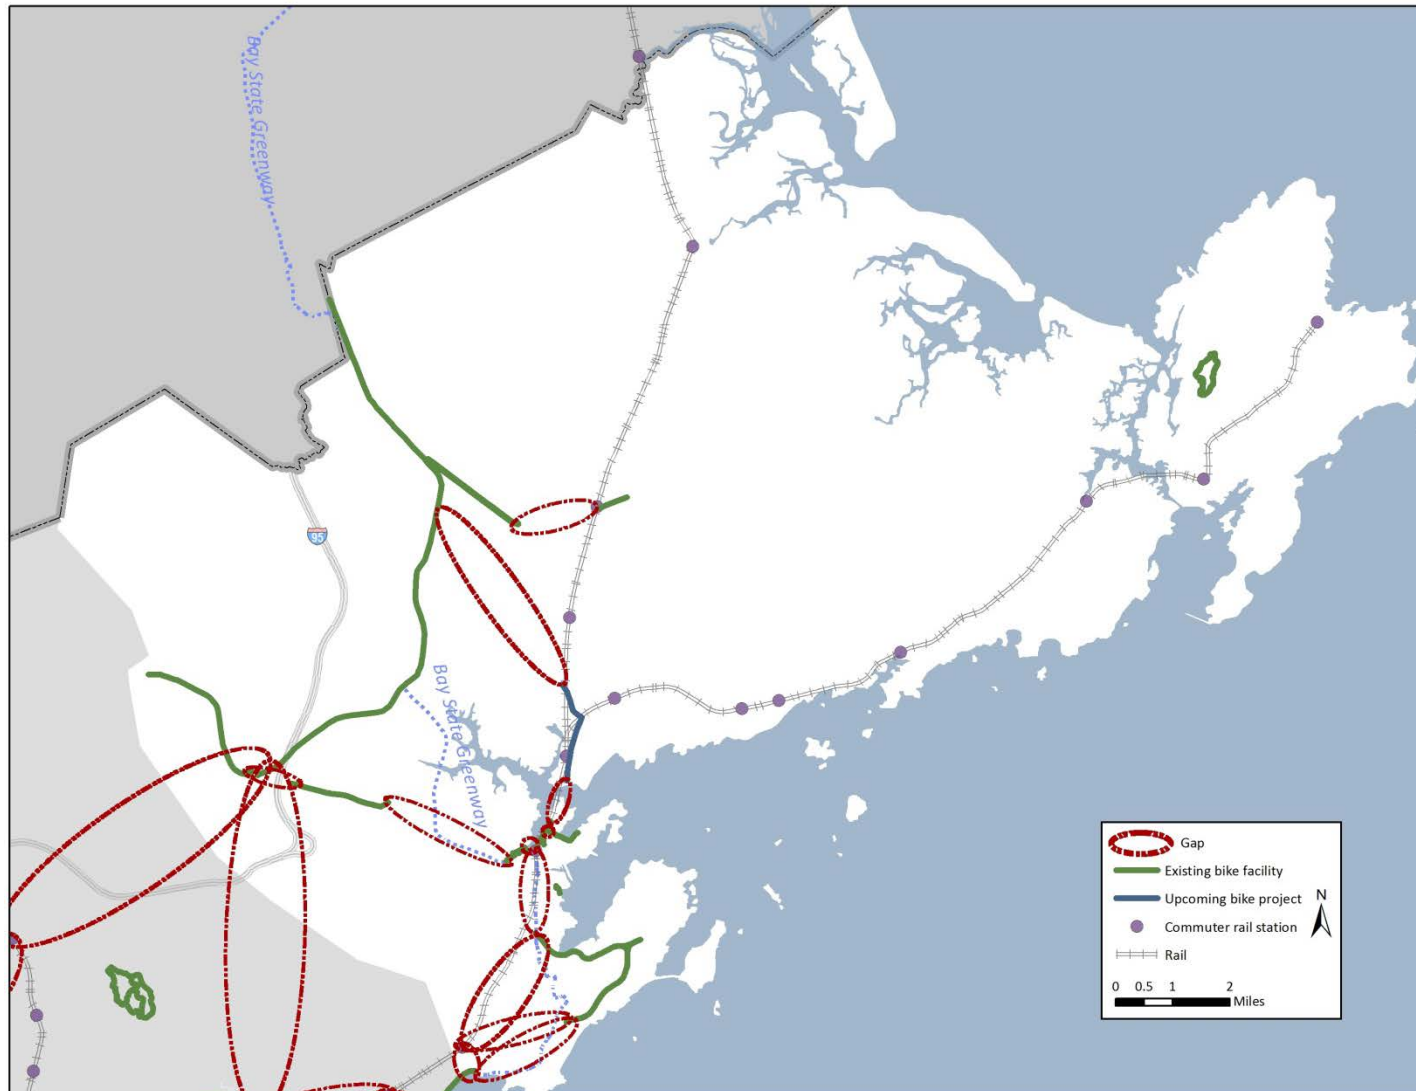 Bay State Greenway
95
Bay State Greenway
Gap
Existing bike facility
Upcoming bike project
N
Commuter rail station
Rail
0 0.5 1 2
Miles